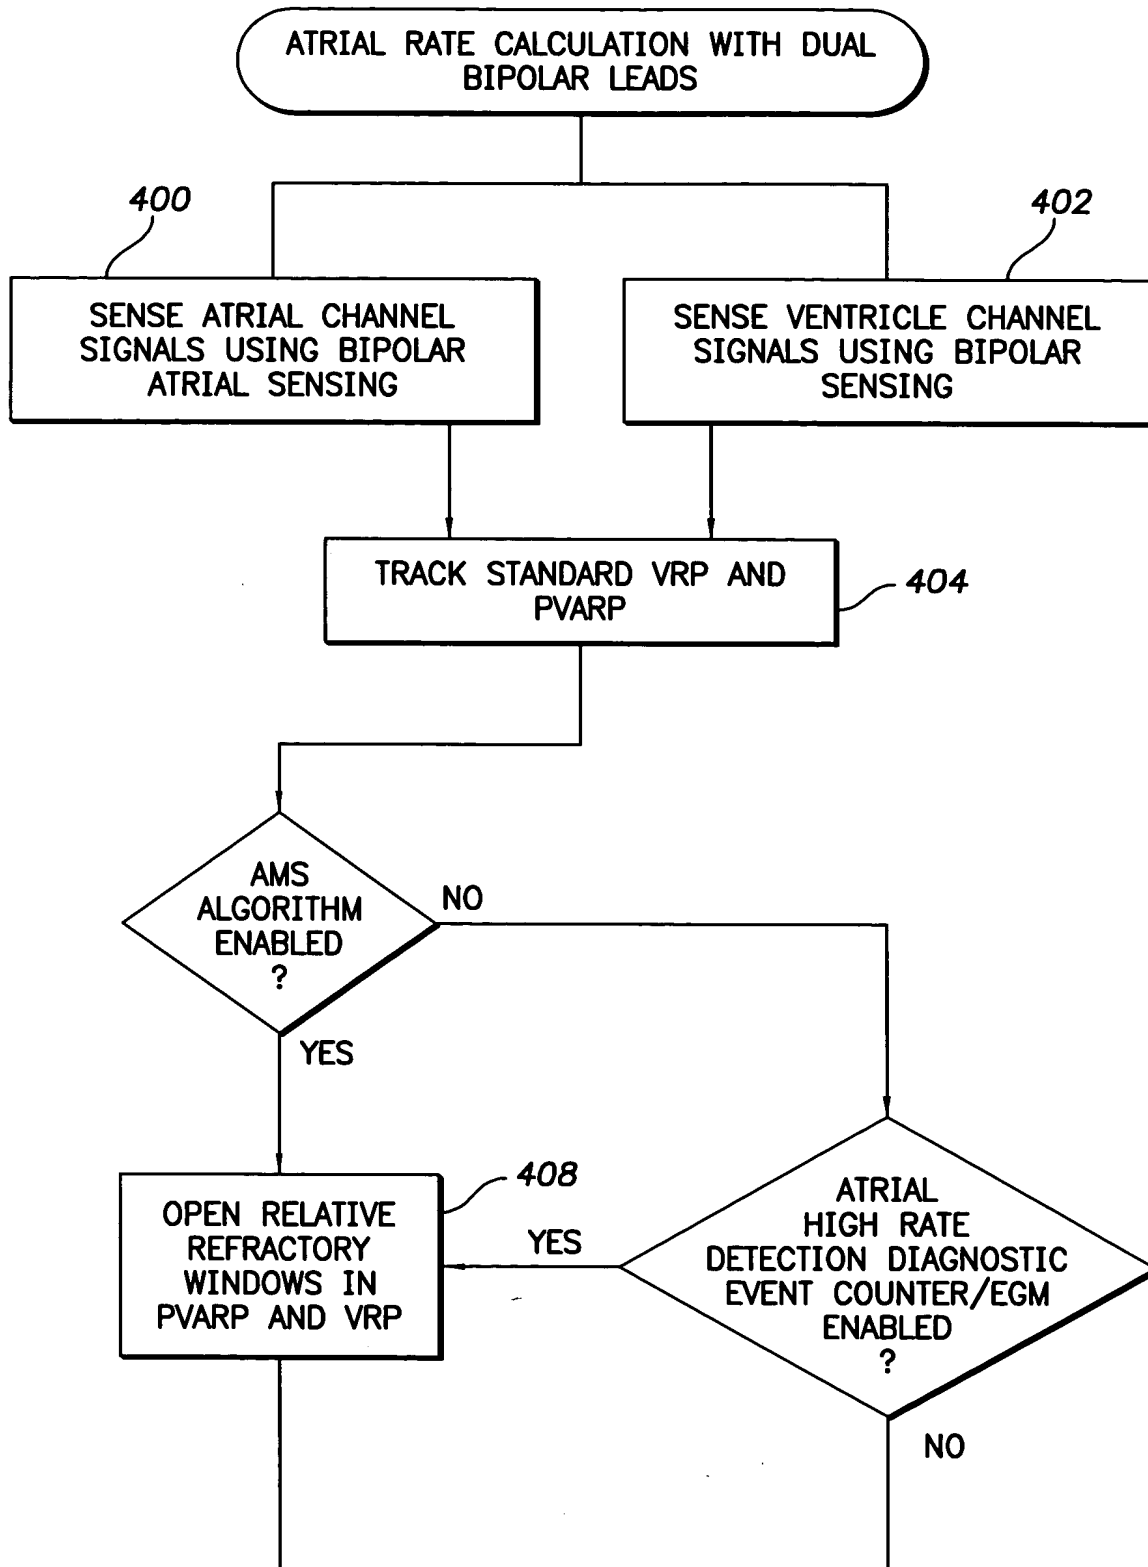 ATRIAL RATE CALCULATION WITH DUAL
BIPOLAR LEADS
400
402
SENSE ATRIAL CHANNEL
SIGNALS USING BIPOLAR
ATRIAL SENSING
SENSE VENTRICLE CHANNEL
SIGNALS USING BIPOLAR
SENSING
TRACK STANDARD VRP AND
PVARP
404
AMS
ALGORITHM
ENABLED
?
NO
YES
408
OPEN RELATIVE
REFRACTORY
WINDOWS IN
PVARP AND VRP
YES
ATRIAL
HIGH RATE
DETECTION DIAGNOSTIC
EVENT COUNTER/EGM
ENABLED
?
NO